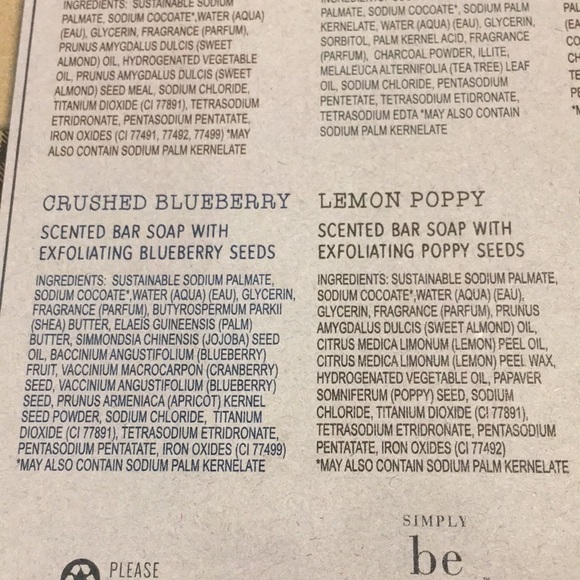 INGREDIENTS: SUSTAINABLE SODIUM
PALMATE, SODIUM COCOATE*,WATER (AQUA)
(EAU), GLYCERIN, FRAGRANCE (PARFUM),
PRUNUS AMYGDALUS DULCIS (SWEET
ALMOND) OIL, HYDROGENATED VEGETABLE
OIL, PRUNUS AMYGDALUS DULCIS (SWEET
ALMOND) SEED MEAL, SODIUM CHLORIDE,
TITANIUM DIOXIDE (CI 77891), TETRASODIUM
ETRIDRONATE, PENTASODIUM PENTATATE,
IRON OXIDES (CI 77491, 77492, 77499) *MAY
ALSO CONTAIN SODIUM PALM KERNELATE
PALMATE, SODIUM COCOATE*, SODIUM PALM
KERNELATE, WATER (AQUA) (EAU), GLYCERIN,
SORBITOL, PALM KERNEL ACID, FRAGRANCE
(PARFUM), CHARCOAL POWDER, ILLITE,
MELALEUCA ALTERNIFOLIA (TEA TREE) LEAF
OIL, SODIUM CHLORIDE, PENTASODIUM
PENTETATE, TETRASODIUM ETIDRONATE,
TETRASODIUM EDTA *MAY ALSO CONTAIN
SODIUM PALM KERNELATE
CRUSHED BLUEBERRY
SCENTED BAR SOAP WITH
EXFOLIATING BLUEBERRY SEEDS
INGREDIENTS: SUSTAINABLE SODIUM PALMATE,
SODIUM COCOATE*,WATER (AQUA) (EAU), GLYCERIN,
FRAGRANCE (PARFUM), BUTYROSPERMUM PARKII
(SHEA) BUTTER, ELAEIS GUINEENSIS (PALM)
BUTTER, SIMMONDSIA CHINENSIS (JOJOBA) SEED
OIL, BACCINIUM ANGUSTIFOLIUM (BLUEBERRY)
FRUIT, VACCINIUM MACROCARPON (CRANBERRY)
SEED, VACCINIUM ANGUSTIFOLIUM (BLUEBERRY)
SEED, PRUNUS ARMENIACA (APRICOT) KERNEL
SEED POWDER, SODIUM CHLORIDE, TITANIUM
DIOXIDE (CI 77891), TETRASODIUM ETRIDRONATE,
PENTASODIUM PENTATATE, IRON OXIDES (CI 77499)
*MAY ALSO CONTAIN SODIUM PALM KERNELATE
LEMON POPPY
SCENTED BAR SOAP WITH
EXFOLIATING POPPY SEEDS
INGREDIENTS: SUSTAINABLE SODIUM PALMATE,
SODIUM COCOATE*,WATER (AQUA) (EAU),
GLYCERIN, FRAGRANCE (PARFUM), PRUNUS
AMYGDALUS DULCIS (SWEET ALMOND) OIL,
CITRUS MEDICA LIMONUM (LEMON) PEEL OIL,
CITRUS MEDICA LIMONUM (LEMON) PEEL WAX,
HYDROGENATED VEGETABLE OIL, PAPAVER
SOMNIFERUM (POPPY) SEED, SODIUM
CHLORIDE, TITANIUM DIOXIDE (CI 77891),
TETRASODIUM ETRIDRONATE, PENTASODIUM
PENTATATE, IRON OXIDES (CI 77492)
*MAY ALSO CONTAIN SODIUM PALM KERNELATE
PLEASE
SIMPLY
be